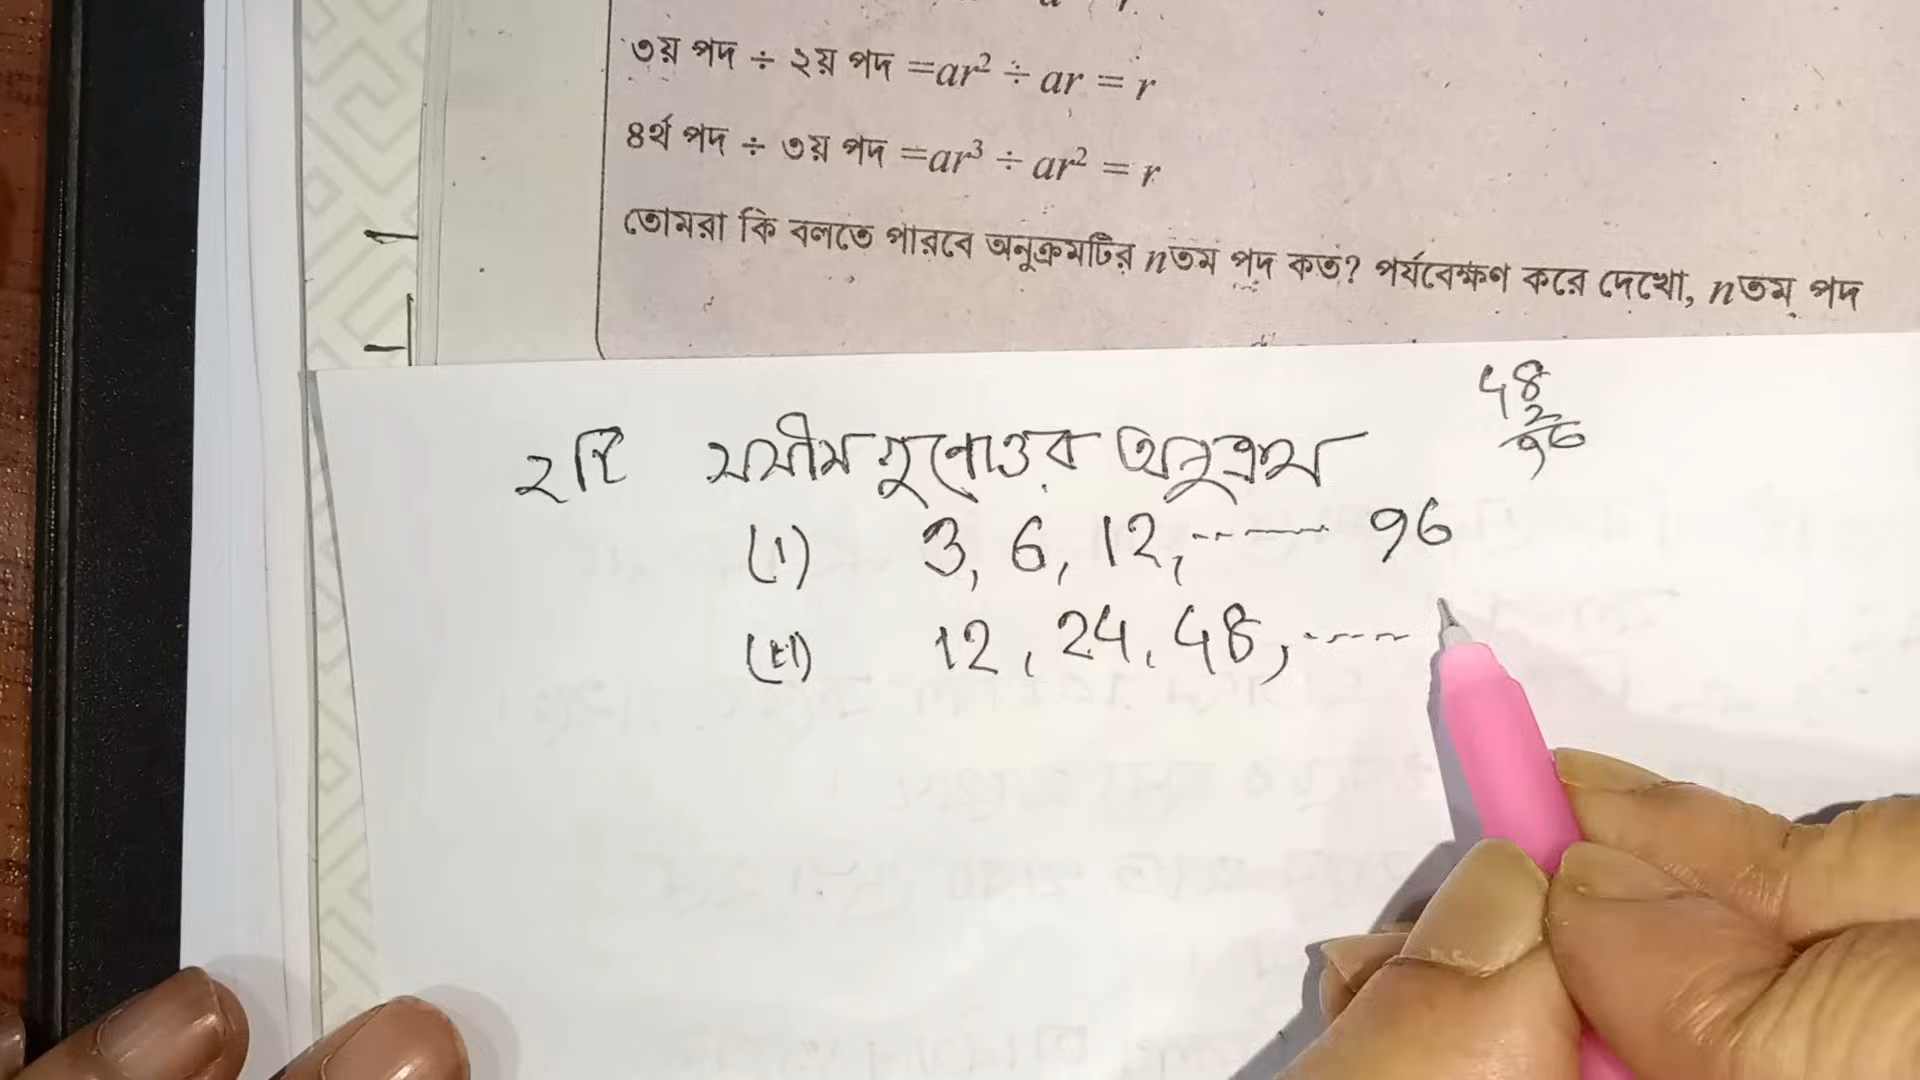 ৩য় পদ ÷ ২য় পদ =ar² ÷ ar = r
৪র্থ পদ ÷ ৩য় পদ =ar³ ÷ ar² = r
তোমরা কি বলতে পারবে অনুক্রমটির nতম পদ কত? পর্যবেক্ষণ করে দেখো, nতম পদ
48
2
96
২টি সসীম গুনোত্তর অনুক্রম
(i) 3, 6, 12, ------ 96
(ii) 12, 24, 48, -----